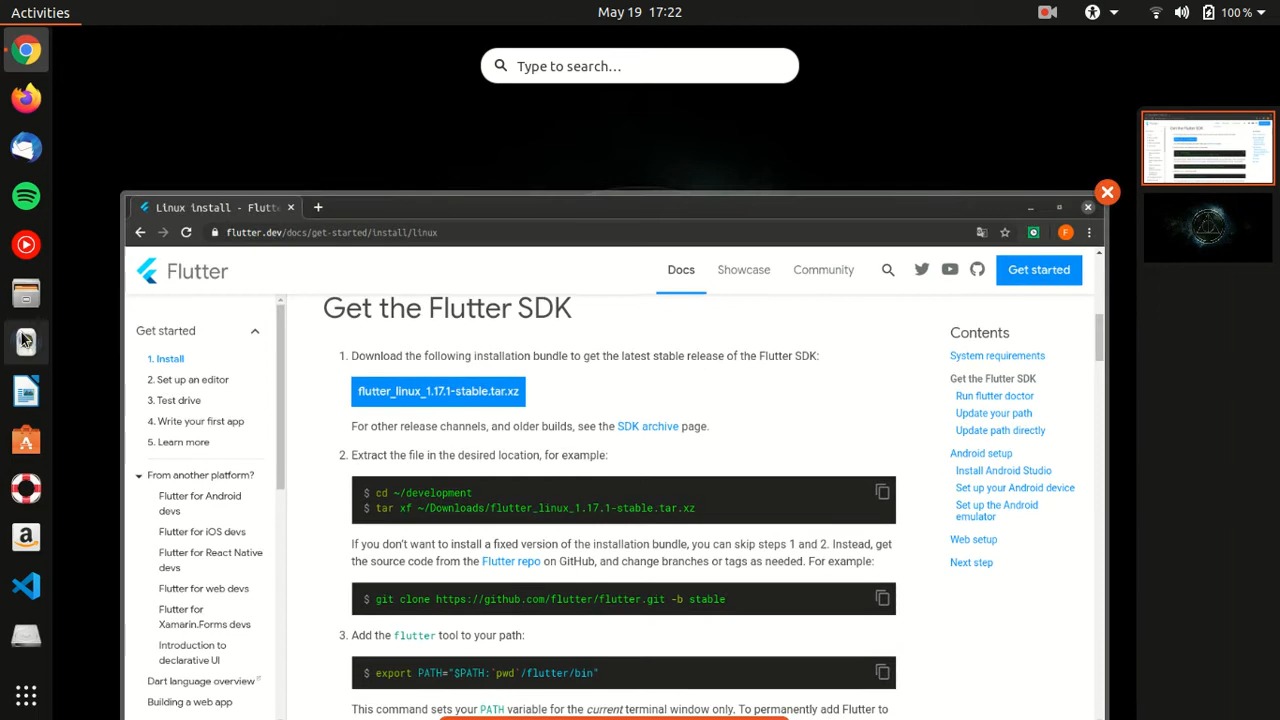 Activities
May 19 17:22
100 %
Type to search…
Linux install - Flutte
flutter.dev/docs/get-started/install/linux
F
Flutter
Docs
Showcase
Community
Get started
Get started
1. Install
2. Set up an editor
3. Test drive
4. Write your first app
5. Learn more
From another platform?
Flutter for Android
devs
Flutter for iOS devs
Flutter for React Native
devs
Flutter for web devs
Flutter for
Xamarin.Forms devs
Introduction to
declarative UI
Dart language overview
Building a web app
Get the Flutter SDK
1. Download the following installation bundle to get the latest stable release of the Flutter SDK:
flutter_linux_1.17.1-stable.tar.xz
For other release channels, and older builds, see the SDK archive page.
2. Extract the file in the desired location, for example:
$ cd ~/development
$ tar xf ~/Downloads/flutter_linux_1.17.1-stable.tar.xz
If you don't want to install a fixed version of the installation bundle, you can skip steps 1 and 2. Instead, get
the source code from the Flutter repo on GitHub, and change branches or tags as needed. For example:
$ git clone https://github.com/flutter/flutter.git -b stable
3. Add the flutter tool to your path:
$ export PATH="$PATH:`pwd`/flutter/bin"
This command sets your PATH variable for the current terminal window only. To permanently add Flutter to
Contents
System requirements
Get the Flutter SDK
Run flutter doctor
Update your path
Update path directly
Android setup
Install Android Studio
Set up your Android device
Set up the Android
emulator
Web setup
Next step
Get the Flutter SDK